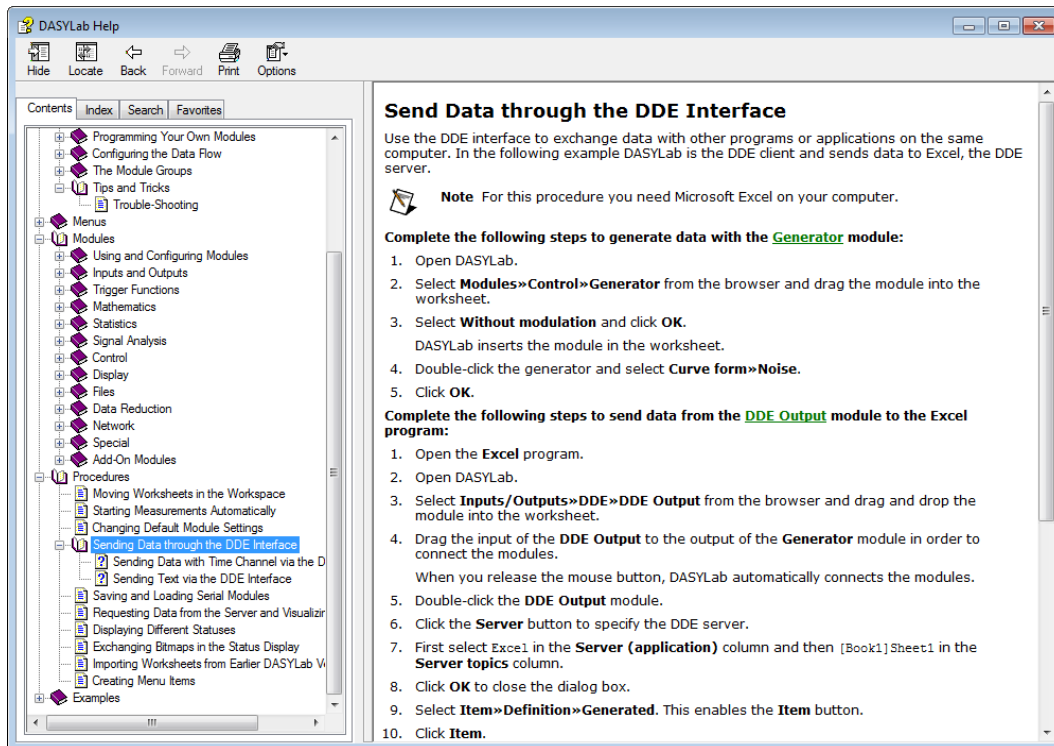 DASYLab Help
Hide Locate Back Forward Print Options
Contents Index Search Favorites
Programming Your Own Modules
Configuring the Data Flow
The Module Groups
Tips and Tricks
Trouble-Shooting
Menus
Modules
Using and Configuring Modules
Inputs and Outputs
Trigger Functions
Mathematics
Statistics
Signal Analysis
Control
Display
Files
Data Reduction
Network
Special
Add-On Modules
Procedures
Moving Worksheets in the Workspace
Starting Measurements Automatically
Changing Default Module Settings
Sending Data through the DDE Interface
Sending Data with Time Channel via the D
Sending Text via the DDE Interface
Saving and Loading Serial Modules
Requesting Data from the Server and Visualizir
Displaying Different Statuses
Exchanging Bitmaps in the Status Display
Importing Worksheets from Earlier DASYLab V
Creating Menu Items
Examples
Send Data through the DDE Interface
Use the DDE interface to exchange data with other programs or applications on the same
computer. In the following example DASYLab is the DDE client and sends data to Excel, the DDE
server.
Note For this procedure you need Microsoft Excel on your computer.
Complete the following steps to generate data with the Generator module:
1. Open DASYLab.
2. Select Modules»Control»Generator from the browser and drag the module into the
worksheet.
3. Select Without modulation and click OK.
DASYLab inserts the module in the worksheet.
4. Double-click the generator and select Curve form»Noise.
5. Click OK.
Complete the following steps to send data from the DDE Output module to the Excel
program:
1. Open the Excel program.
2. Open DASYLab.
3. Select Inputs/Outputs»DDE»DDE Output from the browser and drag and drop the
module into the worksheet.
4. Drag the input of the DDE Output to the output of the Generator module in order to
connect the modules.
When you release the mouse button, DASYLab automatically connects the modules.
5. Double-click the DDE Output module.
6. Click the Server button to specify the DDE server.
7. First select Excel in the Server (application) column and then [Book1]Sheet1 in the
Server topics column.
8. Click OK to close the dialog box.
9. Select Item»Definition»Generated. This enables the Item button.
10. Click Item.